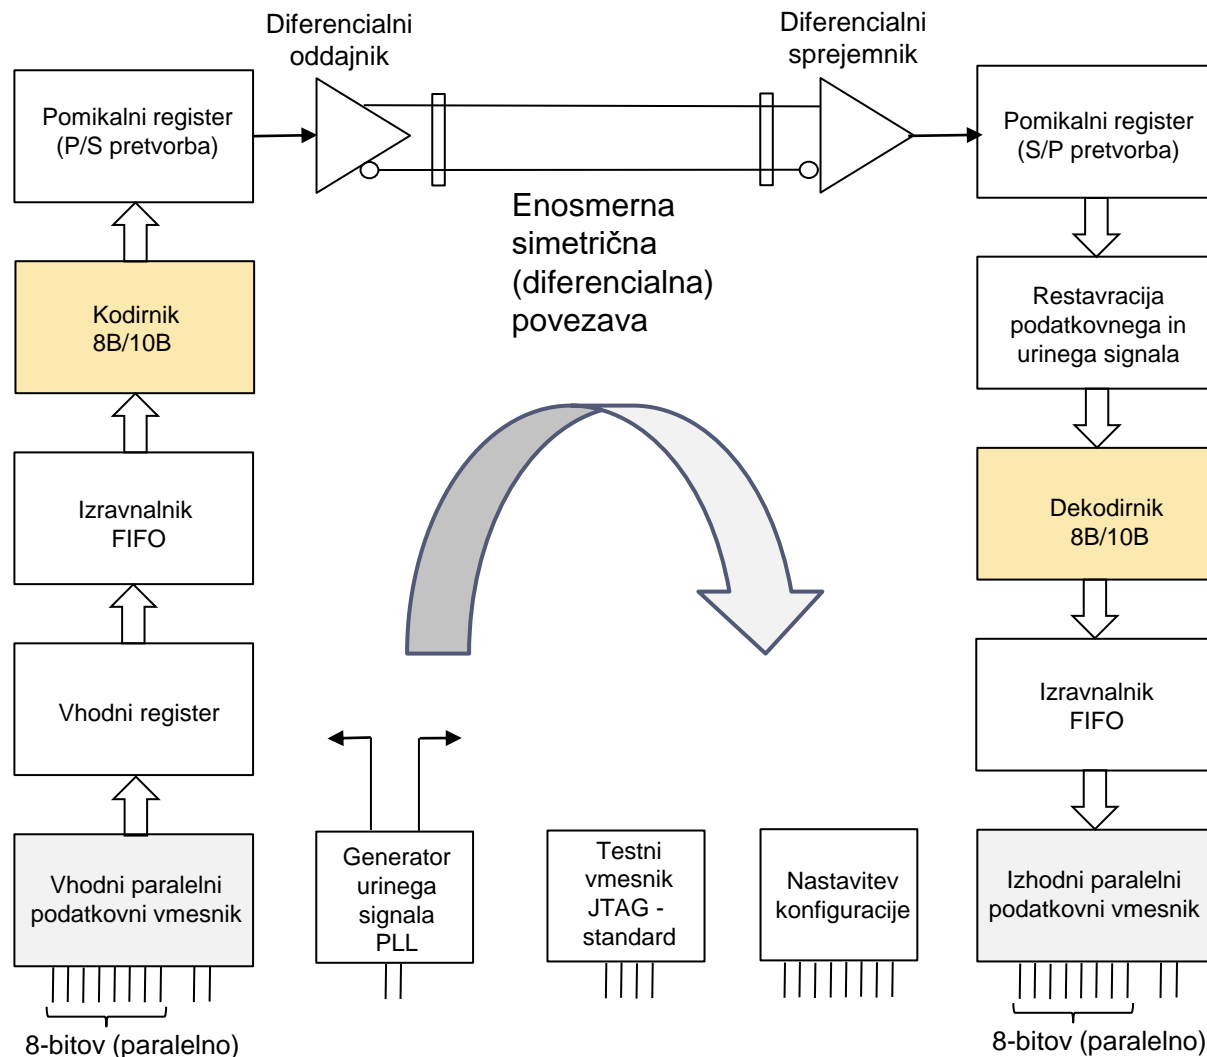 Diferencialni
oddajnik
Diferencialni
sprejemnik
Pomikalni register
(P/S pretvorba)
Pomikalni register
(S/P pretvorba)
Enosmerna
simetrična
(diferencialna)
povezava
Kodirnik
8B/10B
Restavracija
podatkovnega in
urinega signala
Izravnalnik
FIFO
Dekodirnik
8B/10B
Vhodni register
Izravnalnik
FIFO
Vhodni paralelni
podatkovni vmesnik
Generator
urinega
signala
PLL
Testni
vmesnik
JTAG -
standard
Nastavitev
konfiguracije
Izhodni paralelni
podatkovni vmesnik
8-bitov (paralelno)
8-bitov (paralelno)